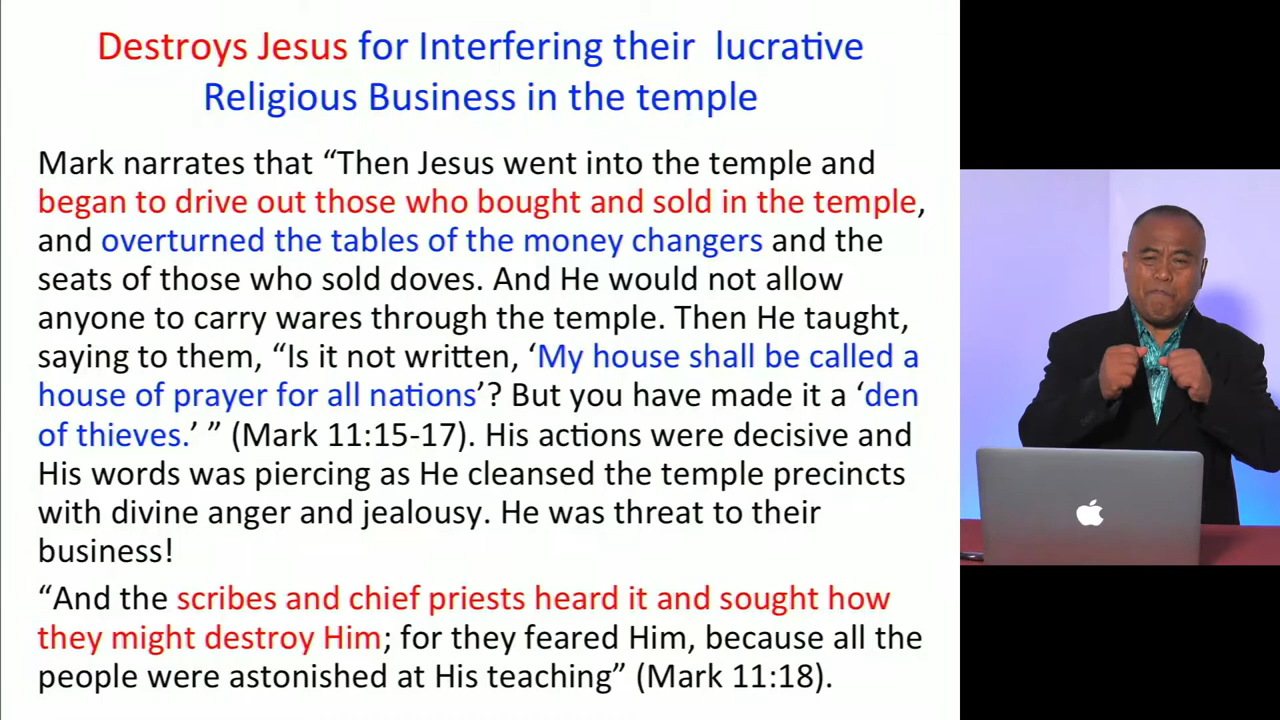 Destroys Jesus for Interfering their lucrative
Religious Business in the temple
Mark narrates that “Then Jesus went into the temple and
began to drive out those who bought and sold in the temple,
and overturned the tables of the money changers and the
seats of those who sold doves. And He would not allow
anyone to carry wares through the temple. Then He taught,
saying to them, “Is it not written, ‘My house shall be called a
house of prayer for all nations’? But you have made it a ‘den
of thieves.’ ” (Mark 11:15-17). His actions were decisive and
His words was piercing as He cleansed the temple precincts
with divine anger and jealousy. He was threat to their
business!
“And the scribes and chief priests heard it and sought how
they might destroy Him; for they feared Him, because all the
people were astonished at His teaching” (Mark 11:18).